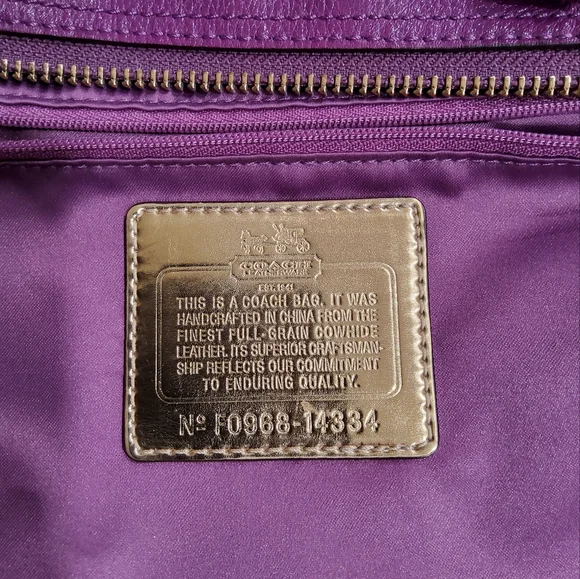 COACH
LEATHERWARE
EST. 1941
THIS IS A COACH BAG. IT WAS
HANDCRAFTED IN CHINA FROM THE
FINEST FULL-GRAIN COWHIDE
LEATHER. ITS SUPERIOR CRAFTSMAN-
SHIP REFLECTS OUR COMMITMENT
TO ENDURING QUALITY.
Nº F0968-14334